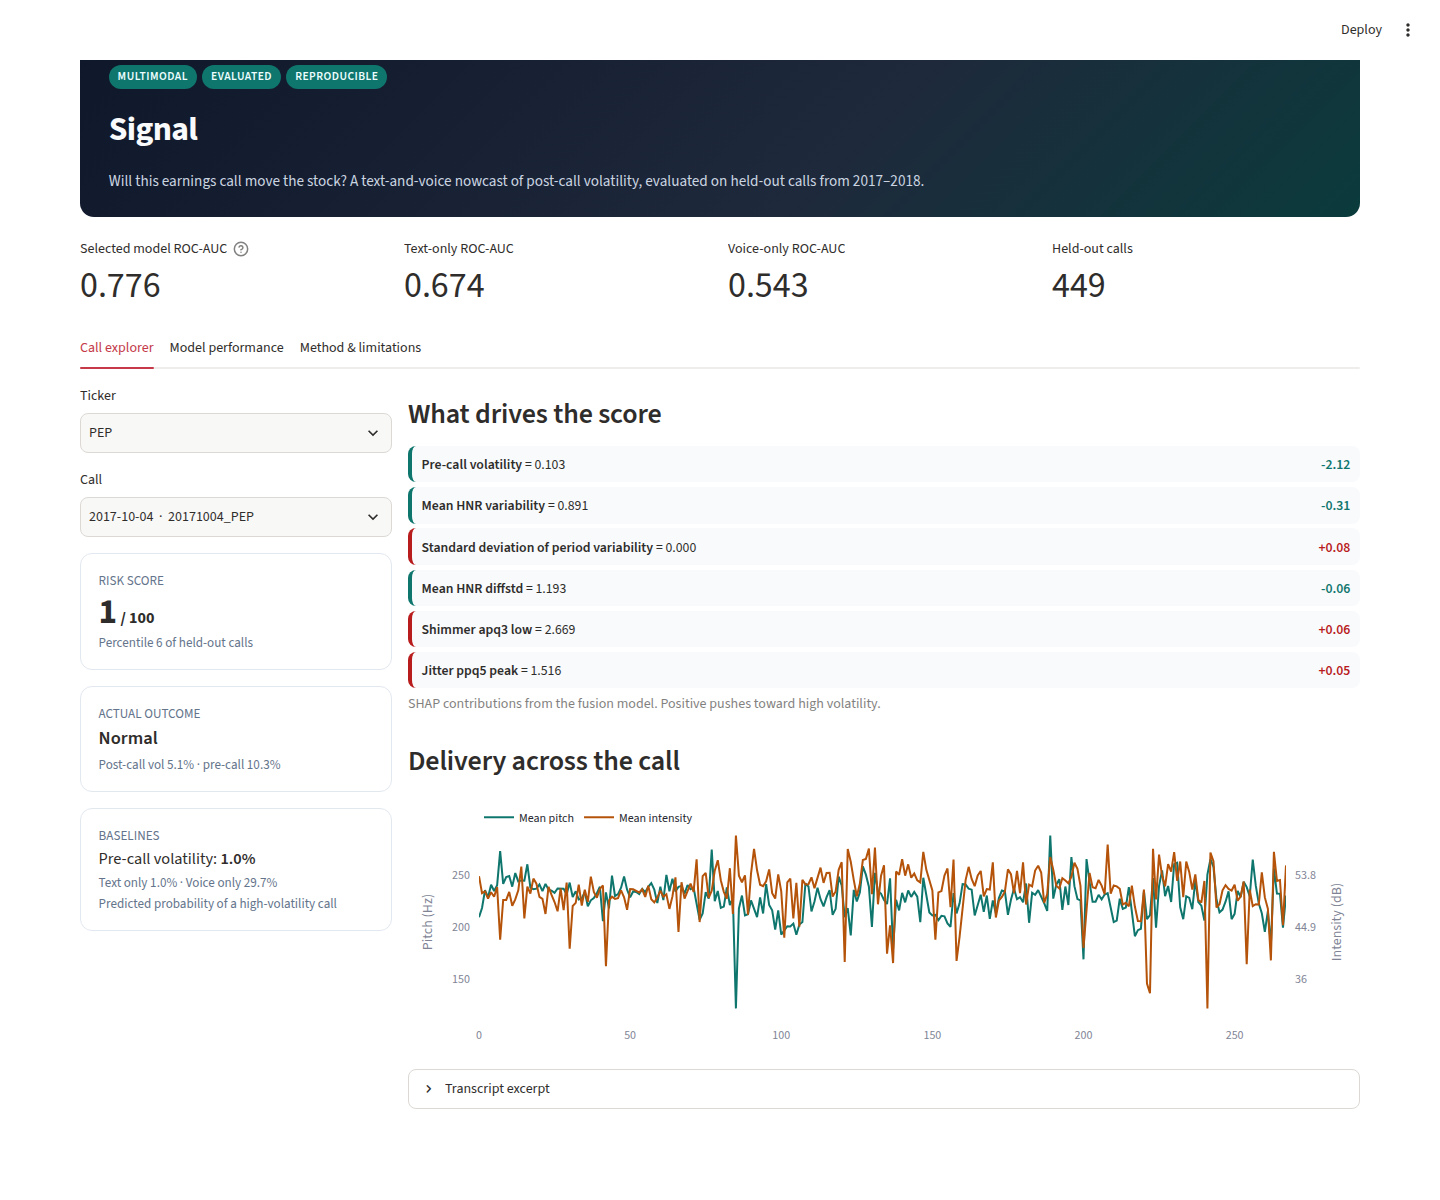 Deploy
MULTIMODAL EVALUATED REPRODUCIBLE
Signal
Will this earnings call move the stock? A text-and-voice nowcast of post-call volatility, evaluated on held-out calls from 2017–2018.
Selected model ROC-AUC
0.776
Text-only ROC-AUC
0.674
Voice-only ROC-AUC
0.543
Held-out calls
449
Call explorer Model performance Method & limitations
Ticker
PEP
Call
2017-10-04 · 20171004_PEP
RISK SCORE
1 / 100
Percentile 6 of held-out calls
ACTUAL OUTCOME
Normal
Post-call vol 5.1% · pre-call 10.3%
BASELINES
Pre-call volatility: 1.0%
Text only 1.0% · Voice only 29.7%
Predicted probability of a high-volatility call
What drives the score
Pre-call volatility = 0.103 -2.12
Mean HNR variability = 0.891 -0.31
Standard deviation of period variability = 0.000 +0.08
Mean HNR diffstd = 1.193 -0.06
Shimmer apq3 low = 2.669 +0.06
Jitter ppq5 peak = 1.516 +0.05
SHAP contributions from the fusion model. Positive pushes toward high volatility.
Delivery across the call
Mean pitch Mean intensity
Pitch (Hz)
250
200
150
53.8
44.9
36
Intensity (dB)
0 50 100 150 200 250
Transcript excerpt